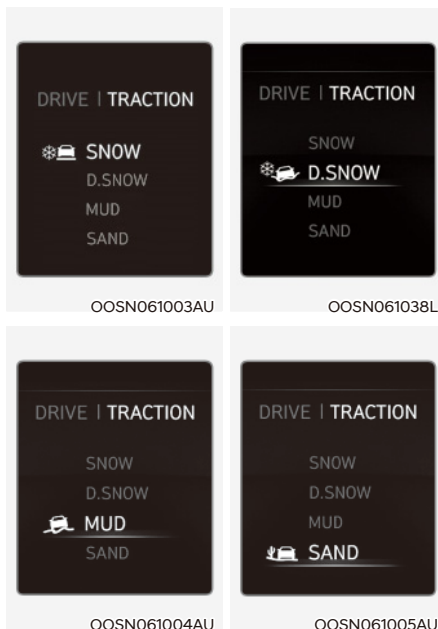 DRIVE | TRACTION
SNOW
D.SNOW
MUD
SAND
OOSN061003AU
DRIVE | TRACTION
SNOW
D.SNOW
MUD
SAND
OOSN061038L
DRIVE | TRACTION
SNOW
D.SNOW
MUD
SAND
OOSN061004AU
DRIVE | TRACTION
SNOW
D.SNOW
MUD
SAND
OOSN061005AU